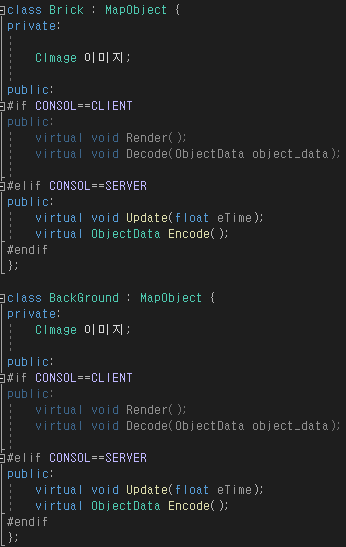 class Brick : MapObject {
private:
CImage 이미지;
public:
#if CONSOL==CLIENT
public:
virtual void Render();
virtual void Decode(ObjectData object_data);
#elif CONSOL==SERVER
public:
virtual void Update(float eTime);
virtual ObjectData Encode();
#endif
};
class BackGround : MapObject {
private:
CImage 이미지;
public:
#if CONSOL==CLIENT
public:
virtual void Render();
virtual void Decode(ObjectData object_data);
#elif CONSOL==SERVER
public:
virtual void Update(float eTime);
virtual ObjectData Encode();
#endif
};